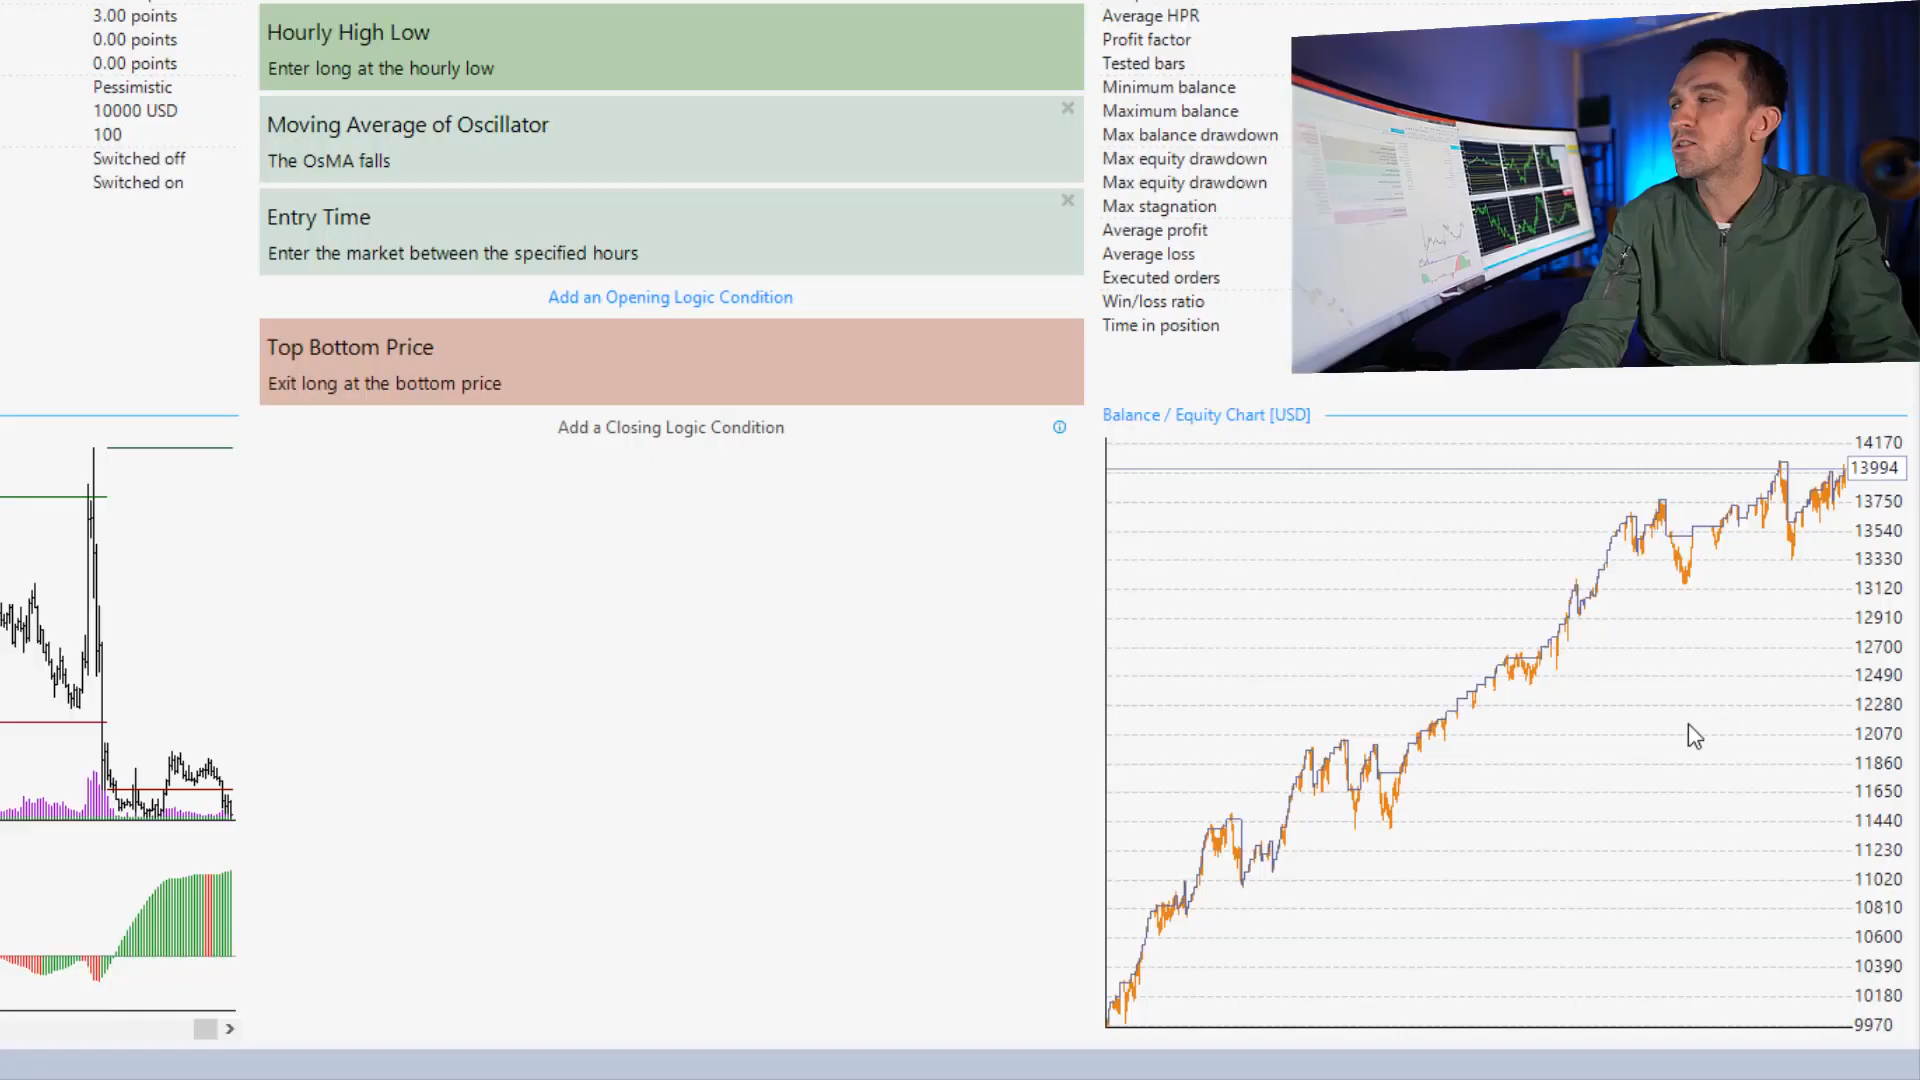 3.00 points
0.00 points
0.00 points
Pessimistic
10000 USD
100
Switched off
Switched on
Hourly High Low
Enter long at the hourly low
Moving Average of Oscillator
The OsMA falls
Entry Time
Enter the market between the specified hours
Add an Opening Logic Condition
Top Bottom Price
Exit long at the bottom price
Add a Closing Logic Condition
Average HPR
Profit factor
Tested bars
Minimum balance
Maximum balance
Max balance drawdown
Max equity drawdown
Max equity drawdown
Max stagnation
Average profit
Average loss
Executed orders
Win/loss ratio
Time in position
Balance / Equity Chart [USD]
14170
13994
13750
13540
13330
13120
12910
12700
12490
12280
12070
11860
11650
11440
11230
11020
10810
10600
10390
10180
9970